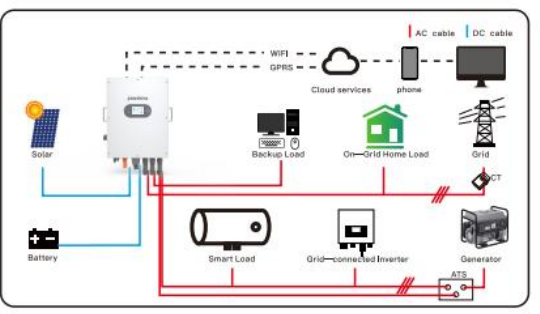 AC cable DC cable
WIFI
GPRS
Cloud services phone
Solar Backup Load On—Grid Home Load Grid
CT
Battery Smart Load Grid—connected Inverter Generator
ATS